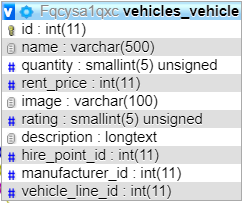 v Fqcysa1qxc vehicles_vehicle
id : int(11)
name : varchar(500)
# quantity : smallint(5) unsigned
# rent_price : int(11)
image : varchar(100)
# rating : smallint(5) unsigned
description : longtext
# hire_point_id : int(11)
# manufacturer_id : int(11)
# vehicle_line_id : int(11)